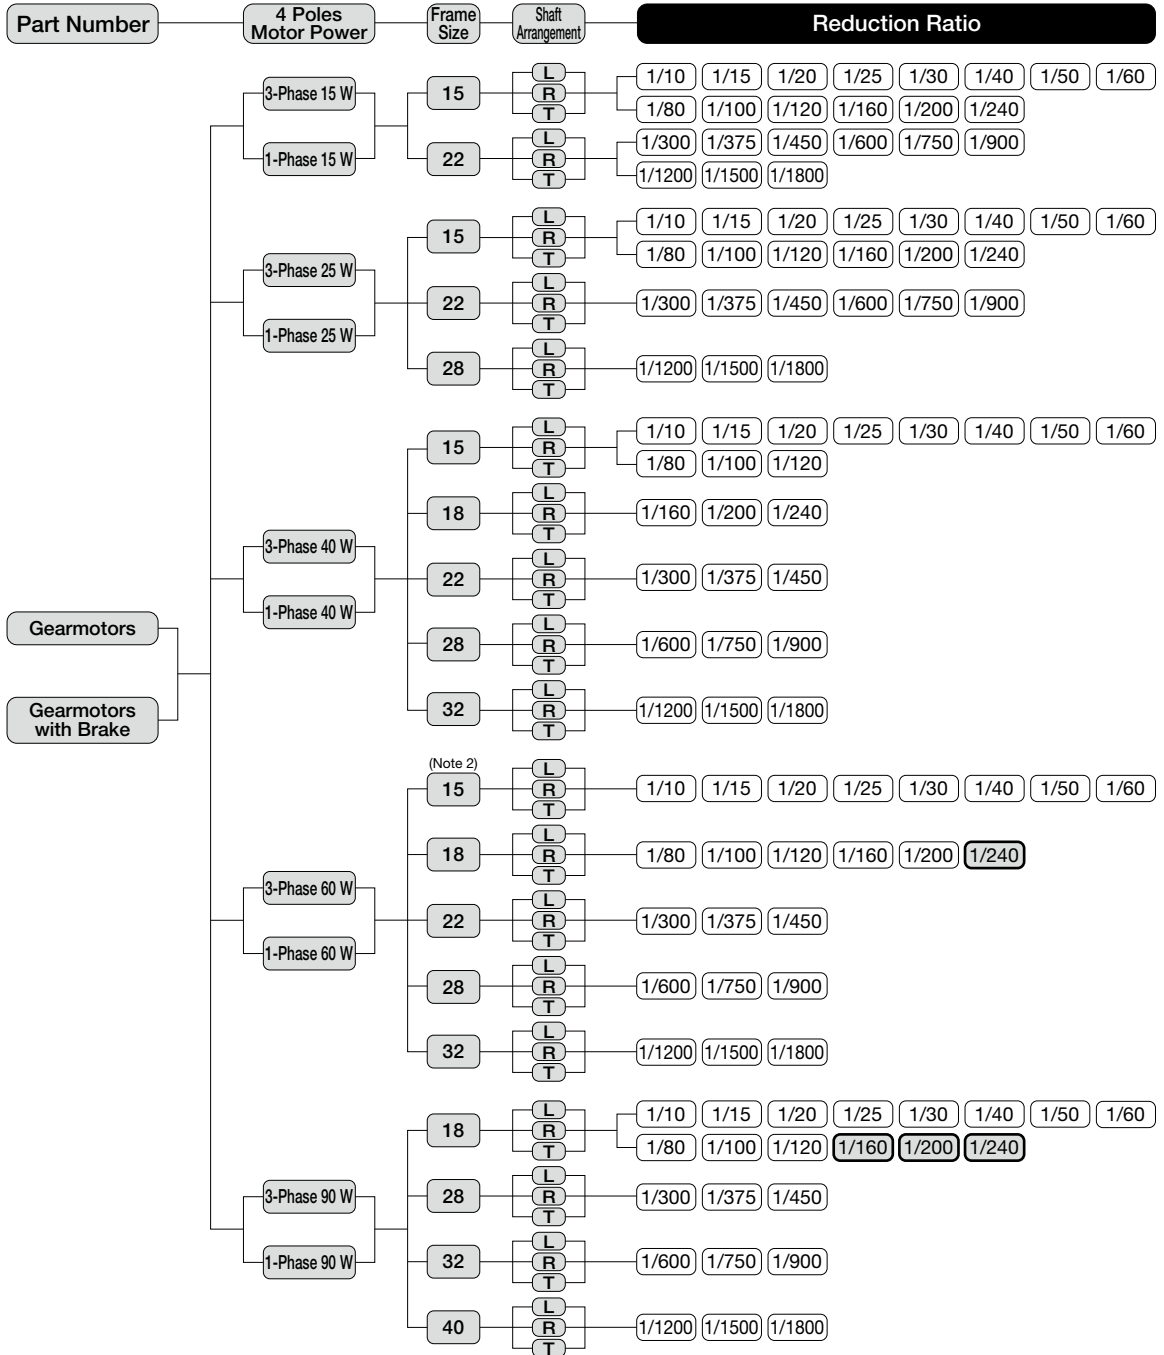 Part Number
4 Poles
Motor Power
Frame
Size
Shaft
Arrangement
Reduction Ratio
Gearmotors
Gearmotors
with Brake
3-Phase 15 W
1-Phase 15 W
15
L
R
T
1/10 1/15 1/20 1/25 1/30 1/40 1/50 1/60
1/80 1/100 1/120 1/160 1/200 1/240
22
L
R
T
1/300 1/375 1/450 1/600 1/750 1/900
1/1200 1/1500 1/1800
3-Phase 25 W
1-Phase 25 W
15
L
R
T
1/10 1/15 1/20 1/25 1/30 1/40 1/50 1/60
1/80 1/100 1/120 1/160 1/200 1/240
22
L
R
T
1/300 1/375 1/450 1/600 1/750 1/900
28
L
R
T
1/1200 1/1500 1/1800
3-Phase 40 W
1-Phase 40 W
15
L
R
T
1/10 1/15 1/20 1/25 1/30 1/40 1/50 1/60
1/80 1/100 1/120
18
L
R
T
1/160 1/200 1/240
22
L
R
T
1/300 1/375 1/450
28
L
R
T
1/600 1/750 1/900
32
L
R
T
1/1200 1/1500 1/1800
3-Phase 60 W
1-Phase 60 W
(Note 2)
15
L
R
T
1/10 1/15 1/20 1/25 1/30 1/40 1/50 1/60
18
L
R
T
1/80 1/100 1/120 1/160 1/200 1/240
22
L
R
T
1/300 1/375 1/450
28
L
R
T
1/600 1/750 1/900
32
L
R
T
1/1200 1/1500 1/1800
3-Phase 90 W
1-Phase 90 W
18
L
R
T
1/10 1/15 1/20 1/25 1/30 1/40 1/50 1/60
1/80 1/100 1/120 1/160 1/200 1/240
28
L
R
T
1/300 1/375 1/450
32
L
R
T
1/600 1/750 1/900
40
L
R
T
1/1200 1/1500 1/1800